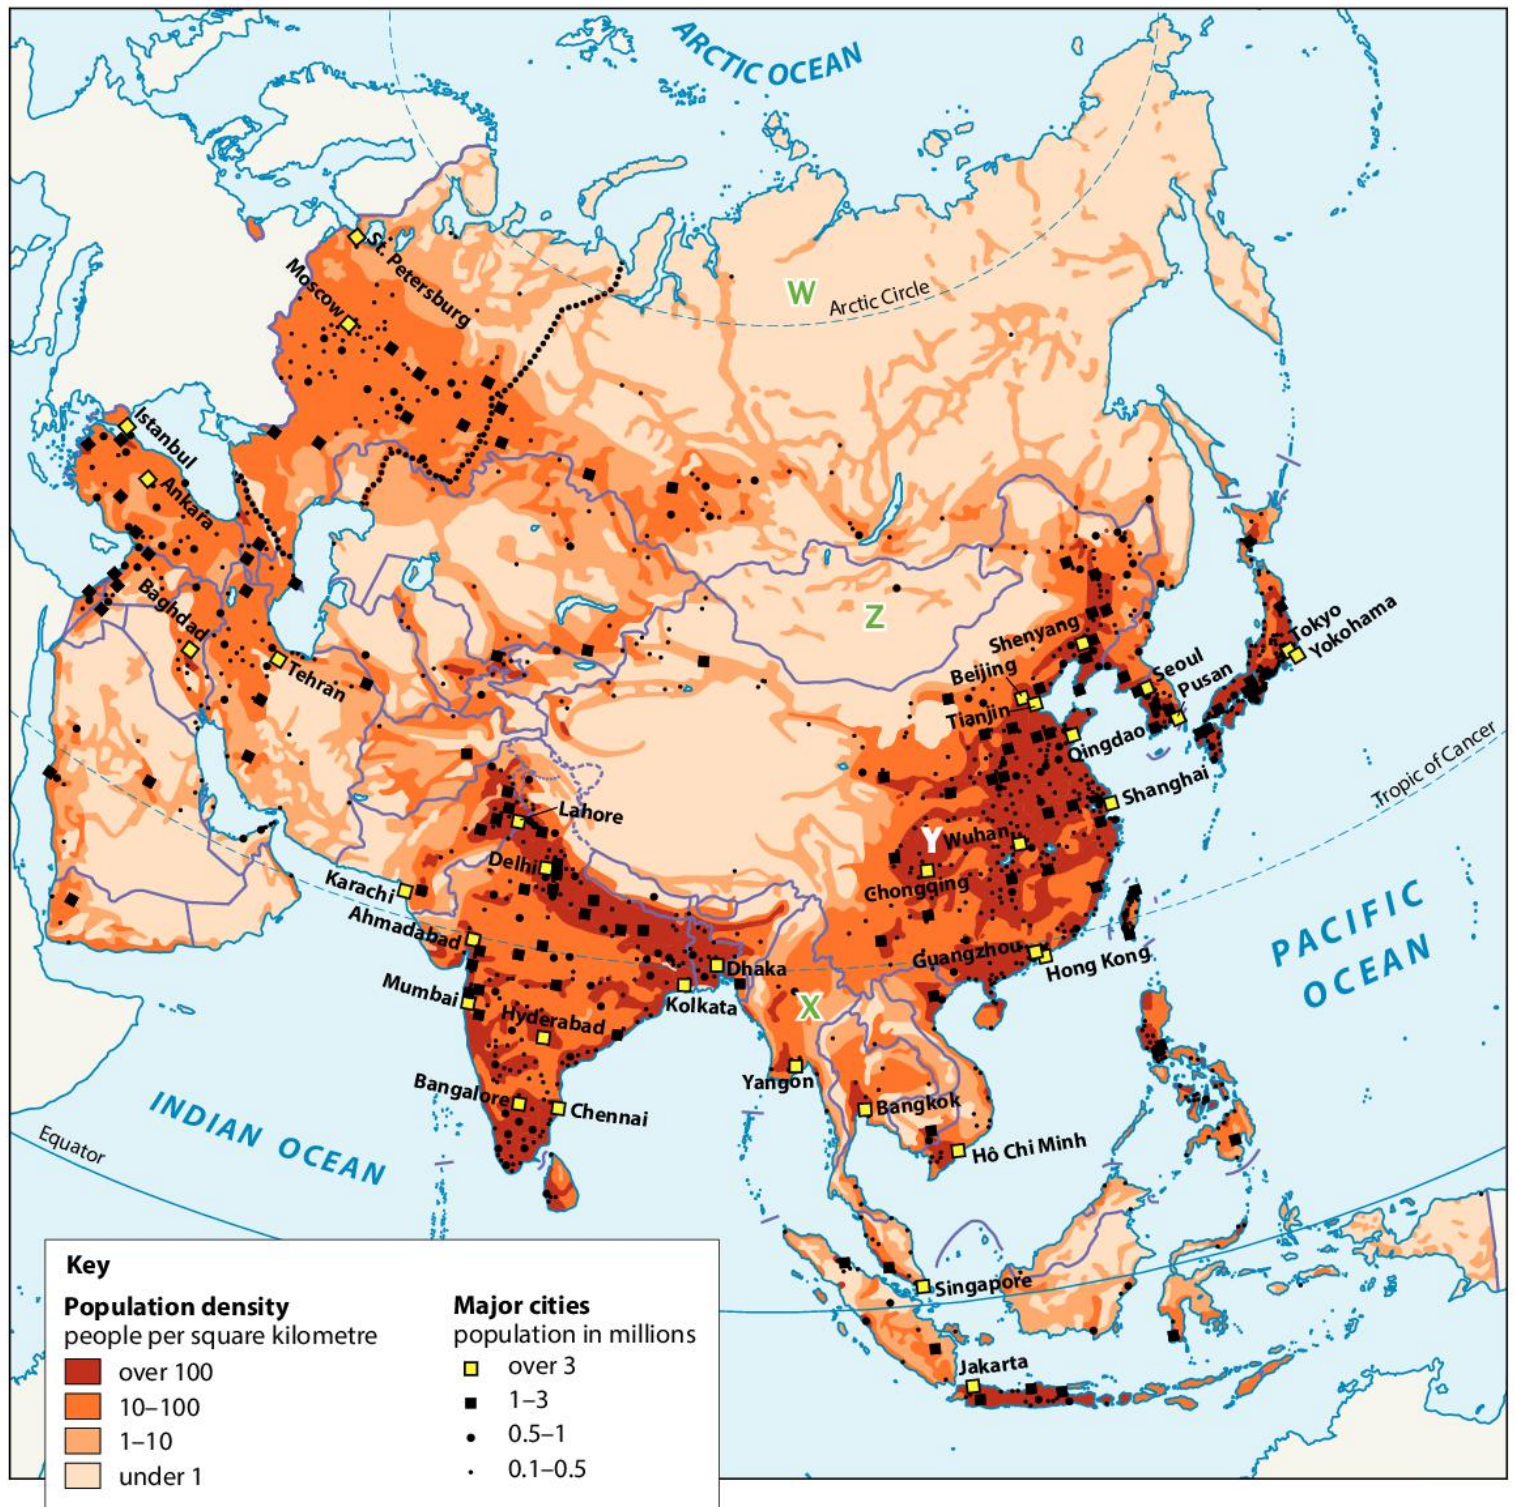 ARCTIC OCEAN
W
Arctic Circle
St. Petersburg
Moscow
Istanbul
Ankara
Baghdad
Tehran
Z
Shenyang
Beijing
Tianjin
Seoul
Pusan
Tokyo
Yokohama
Qingdao
Shanghai
Tropic of Cancer
Lahore
Delhi
Y
Wuhan
Chongqing
Karachi
Ahmadabad
Guangzhou
Hong Kong
PACIFIC
OCEAN
Dhaka
Mumbai
Kolkata
X
Hyderabad
Yangon
Bangalore
Chennai
Bangkok
Hô Chi Minh
INDIAN OCEAN
Equator
Singapore
Jakarta
Key
Population density
people per square kilometre
over 100
10–100
1–10
under 1
Major cities
population in millions
over 3
1–3
0.5–1
0.1–0.5